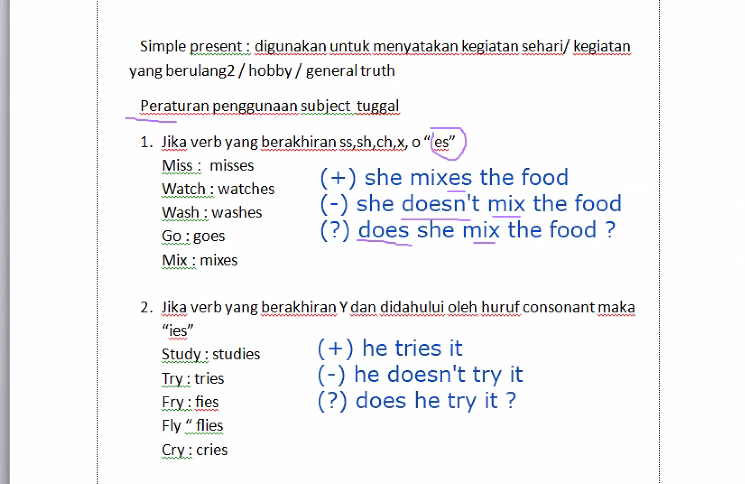 Simple present : digunakan untuk menyatakan kegiatan sehari/ kegiatan
yang berulang2 / hobby / general truth
Peraturan penggunaan subject tuggal
1. Jika verb yang berakhiran ss,sh,ch,x, o “es”
Miss : misses
Watch : watches
Wash : washes
Go : goes
Mix : mixes
(+) she mixes the food
(-) she doesn't mix the food
(?) does she mix the food ?
2. Jika verb yang berakhiran Y dan didahului oleh huruf consonant maka
“ies”
Study : studies
Try : tries
Fry : fies
Fly “ flies
Cry : cries
(+) he tries it
(-) he doesn't try it
(?) does he try it ?